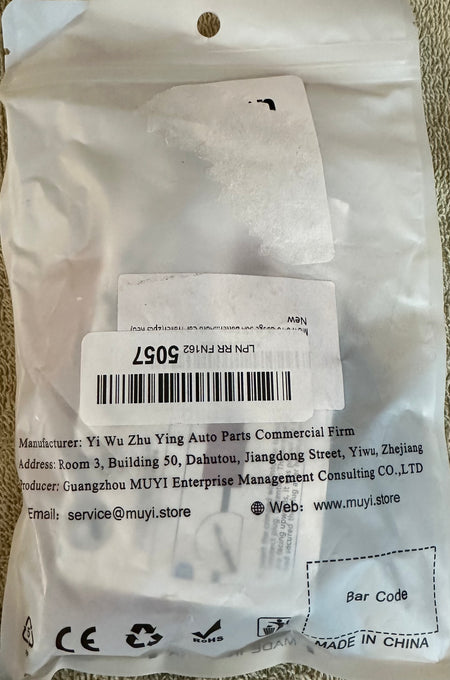 New
LPN RR FN162
5057
Manufacturer: Yi Wu Zhu Ying Auto Parts Commercial Firm
Address: Room 3, Building 50, Dahutou, Jiangdong Street, Yiwu, Zhejiang
roducer: Guangzhou MUYI Enterprise Management Consulting CO.,LTD
Email: service@muyi.store Web: www.muyi.store
Bar Code
CE RoHS
MADE IN CHINA